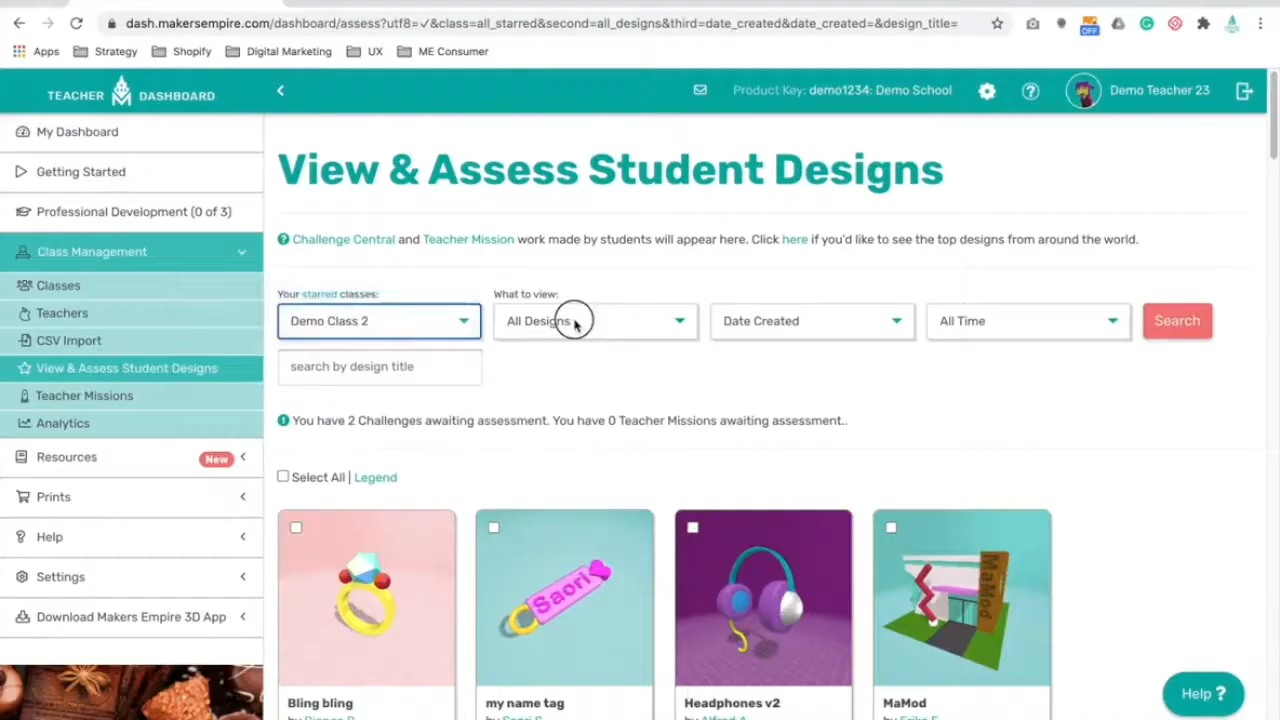 dash.makersempire.com/dashboard/assess?utf8=✓&class=all_starred&second=all_designs&third=date_created&date_created=&design_title=
OFF
Apps Strategy Shopify Digital Marketing UX ME Consumer
TEACHER DASHBOARD
Product Key: demo1234: Demo School
Demo Teacher 23
My Dashboard
Getting Started
Professional Development (0 of 3)
Class Management
Classes
Teachers
CSV Import
View & Assess Student Designs
Teacher Missions
Analytics
Resources New
Prints
Help
Settings
Download Makers Empire 3D App
View & Assess Student Designs
Challenge Central and Teacher Mission work made by students will appear here. Click here if you'd like to see the top designs from around the world.
Your starred classes: What to view:
Demo Class 2 All Designs Date Created All Time Search
search by design title
You have 2 Challenges awaiting assessment. You have 0 Teacher Missions awaiting assessment..
Select All | Legend
Saori
MaMod
Bling bling my name tag Headphones v2 MaMod
Help ?